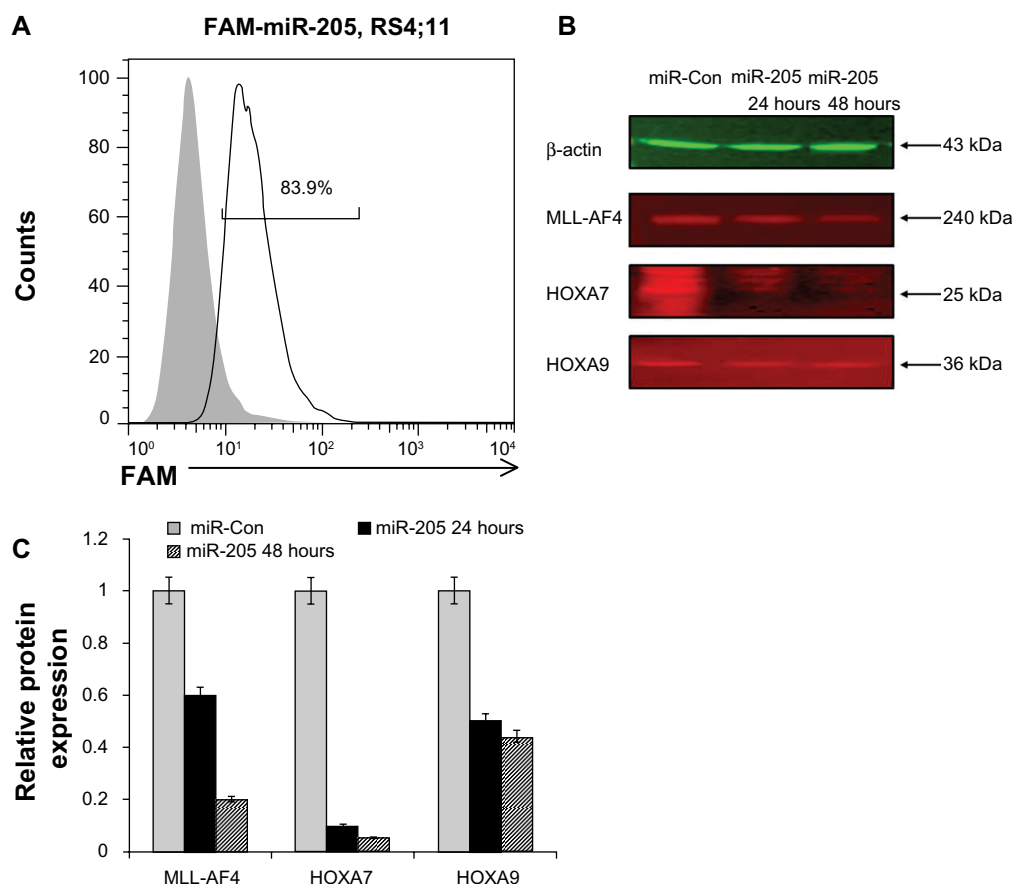 A
FAM-miR-205, RS4;11
100
80
60
40
20
0
Counts
83.9%
10⁰ 10¹ 10² 10³ 10⁴
FAM
B
miR-Con miR-205 miR-205
24 hours 48 hours
β-actin 43 kDa
MLL-AF4 240 kDa
HOXA7 25 kDa
HOXA9 36 kDa
C
miR-Con miR-205 24 hours
miR-205 48 hours
1.2
1
0.8
0.6
0.4
0.2
0
Relative protein
expression
MLL-AF4 HOXA7 HOXA9